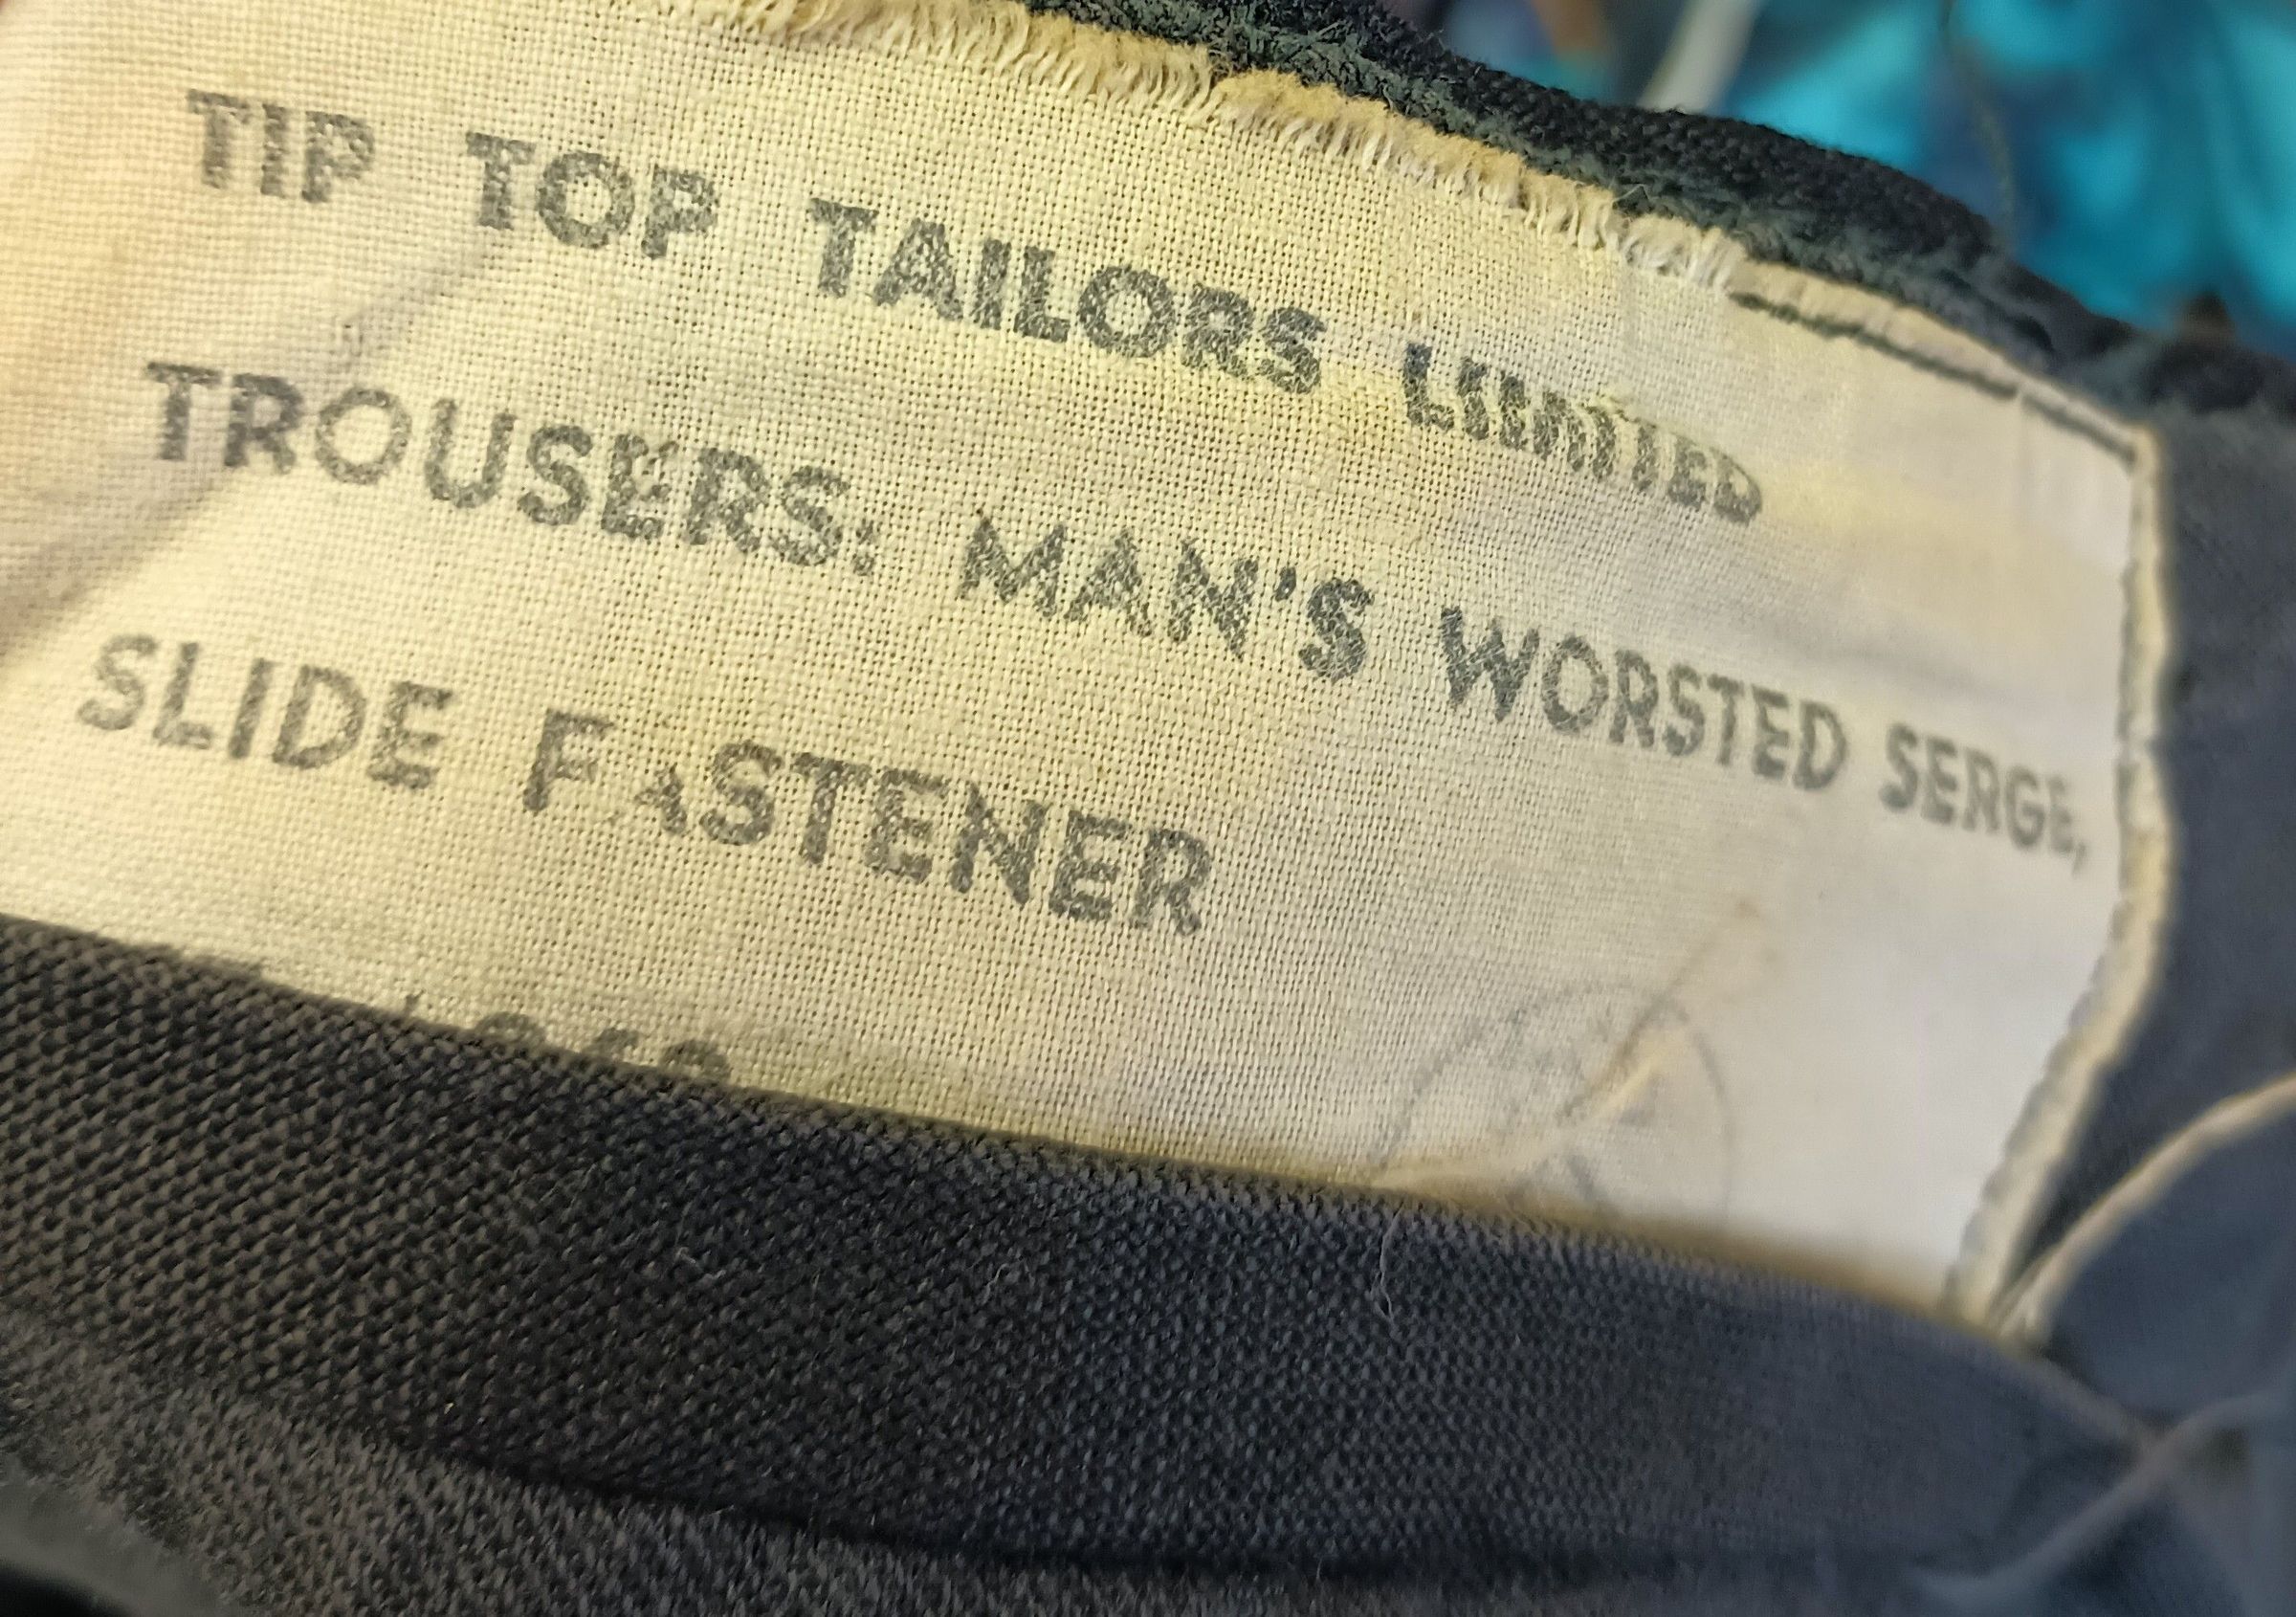 TIP TOP TAILORS LIMITED
TROUSERS: MAN'S WORSTED SERGE,
SLIDE FASTENER